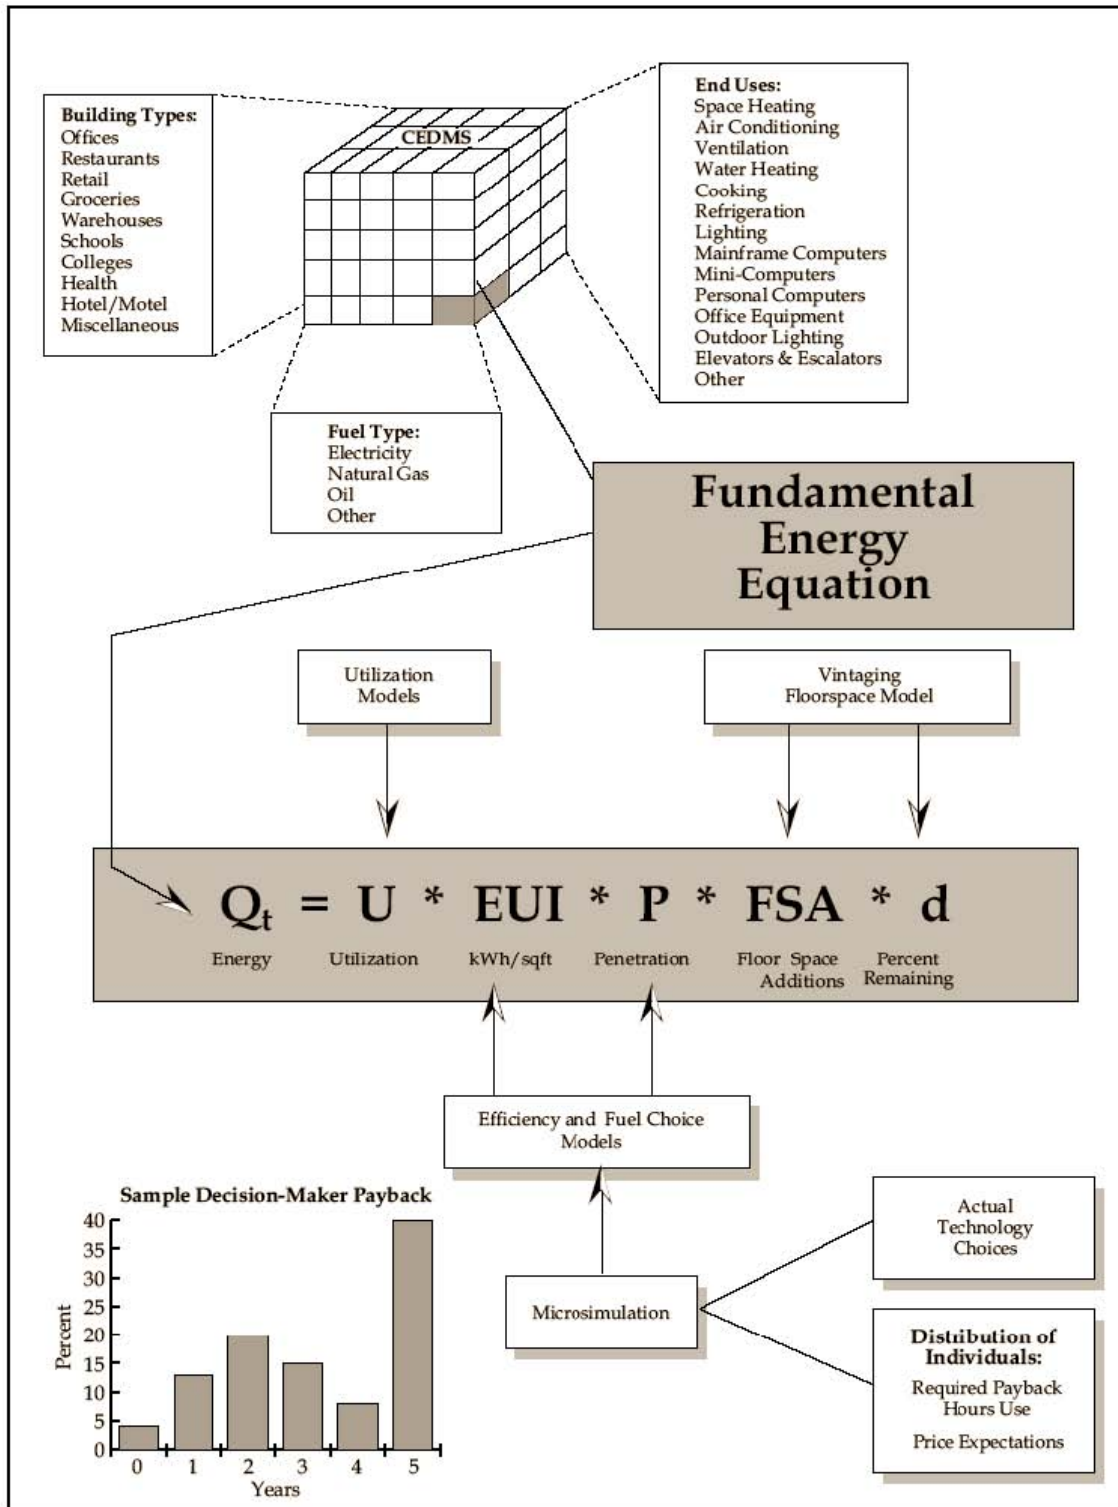 CEDMS
Building Types:
Offices
Restaurants
Retail
Groceries
Warehouses
Schools
Colleges
Health
Hotel/Motel
Miscellaneous
End Uses:
Space Heating
Air Conditioning
Ventilation
Water Heating
Cooking
Refrigeration
Lighting
Mainframe Computers
Mini-Computers
Personal Computers
Office Equipment
Outdoor Lighting
Elevators & Escalators
Other
Fuel Type:
Electricity
Natural Gas
Oil
Other
Fundamental
Energy
Equation
Utilization
Models
Vintaging
Floorspace Model
Qt = U * EUI * P * FSA * d
Energy Utilization kWh/sqft Penetration Floor Space Percent
Additions Remaining
Efficiency and Fuel Choice
Models
Sample Decision-Maker Payback
40
35
30
25
20
15
10
5
0
Percent
0 1 2 3 4 5
Years
Microsimulation
Actual
Technology
Choices
Distribution of
Individuals:
Required Payback
Hours Use
Price Expectations